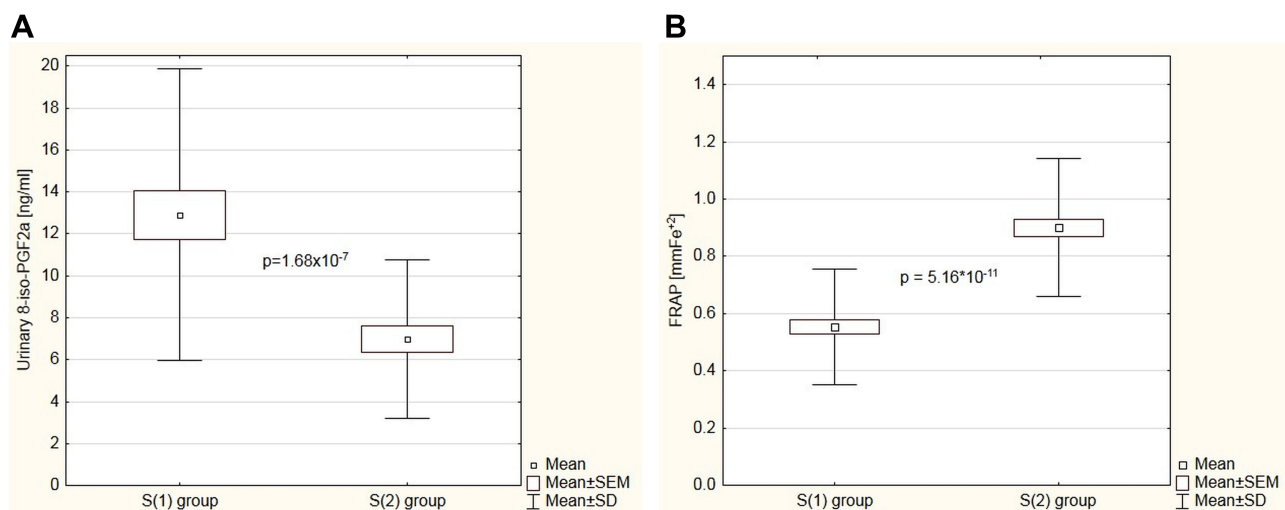 A
Urinary 8-iso-PGF2a [ng/ml]
20
18
16
14
12
10
8
6
4
2
0
p=1.68x10-7
S(1) group
S(2) group
Mean
Mean±SEM
Mean±SD
B
FRAP [mmFe+2]
1.4
1.2
1.0
0.8
0.6
0.4
0.2
0.0
p = 5.16*10-11
S(1) group
S(2) group
Mean
Mean±SEM
Mean±SD